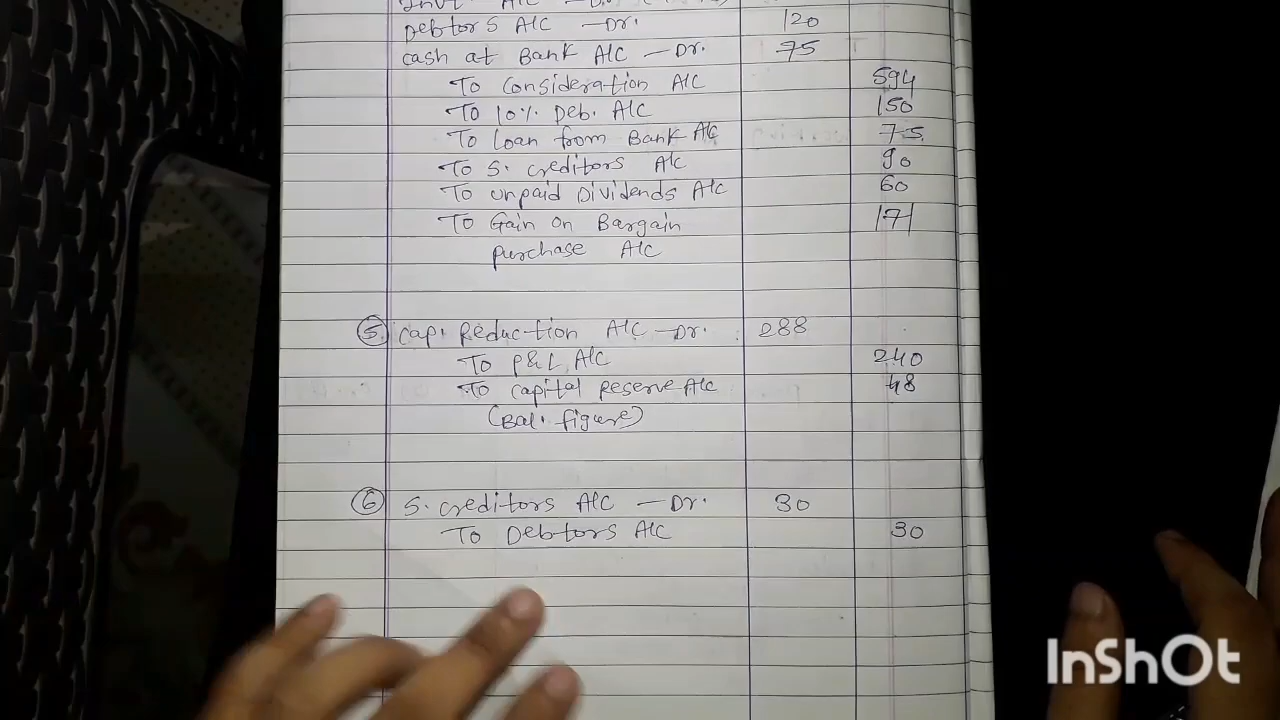 Debtors A/C —Dr. 120
cash at Bank A/C —Dr. 75
To Consideration A/C 594
To 10% Deb. A/C 150
To Loan from Bank A/C 75
To S. creditors A/C 90
To unpaid Dividends A/C 60
To Gain on Bargain 171
purchase A/C
5. Cap. Reduction A/C —Dr. 288
To P&L A/C 240
To capital Reserve A/C 48
(Bal. figure)
6 S. creditors A/C —Dr. 30
To Debtors A/C 30
InShOt